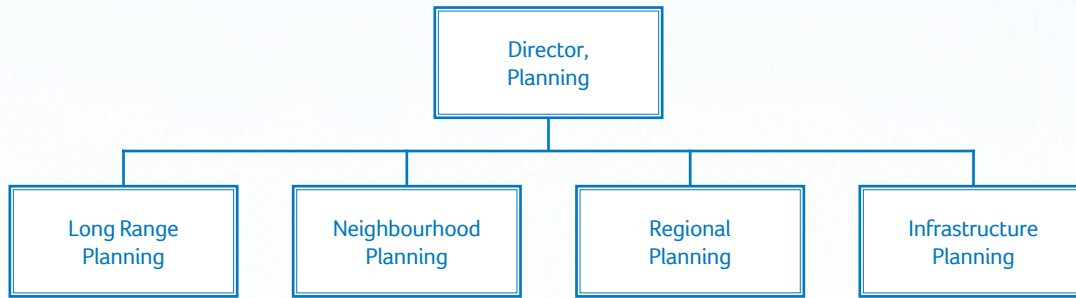 Director,
Planning
Long Range
Planning
Neighbourhood
Planning
Regional
Planning
Infrastructure
Planning